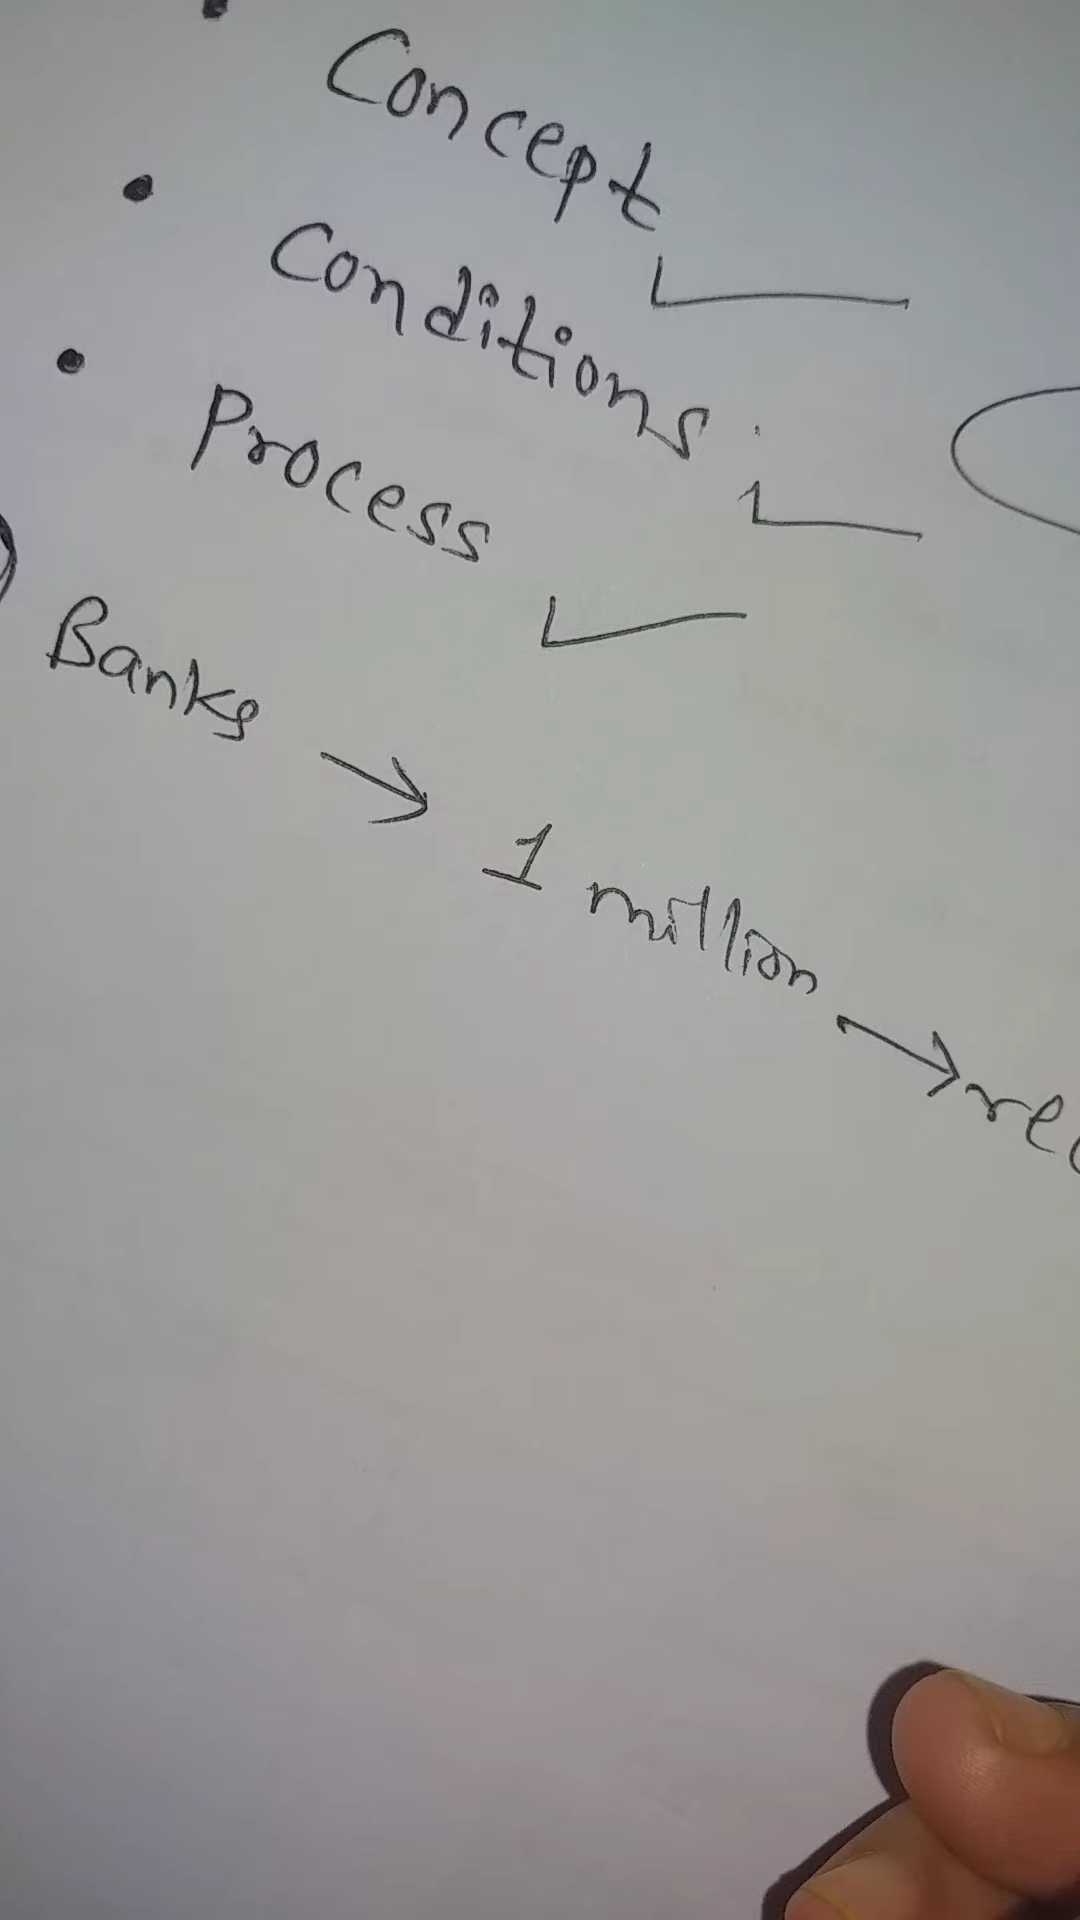 • Concept
• Conditions
• Process
Banks → 1 million →